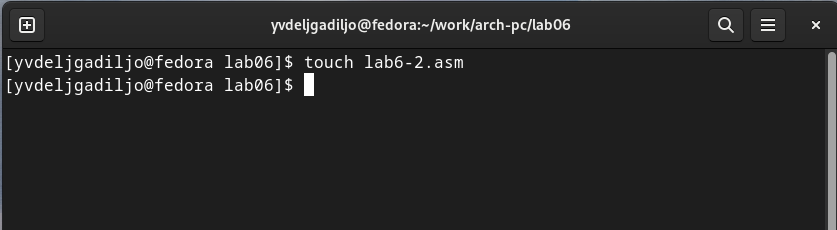 yvdeljgadiljo@fedora:~/work/arch-pc/lab06
[yvdeljgadiljo@fedora lab06]$ touch lab6-2.asm
[yvdeljgadiljo@fedora lab06]$